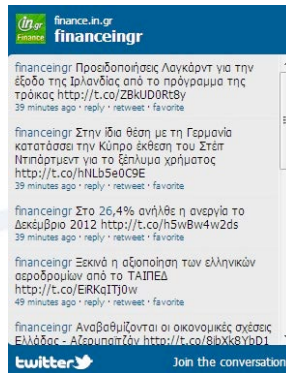 in.gr
Finance
finance.in.gr
financeingr
financeingr Προειδοποιήσεις Λαγκάρντ για την
έξοδο της Ιρλανδίας από το πρόγραμμα της
τρόικας http://t.co/ZBkUD0Rt8y
39 minutes ago · reply · retweet · favorite
financeingr Στην ίδια θέση με τη Γερμανία
κατατάσσει την Κύπρο έκθεση του Στέιτ
Ντιπάρτμεντ για το ξέπλυμα χρήματος
http://t.co/hNLb5e0C9E
39 minutes ago · reply · retweet · favorite
financeingr Στο 26,4% ανήλθε η ανεργία το
Δεκέμβριο 2012 http://t.co/h5wBw4w2ds
39 minutes ago · reply · retweet · favorite
financeingr Ξεκινά η αξιοποίηση των ελληνικών
αεροδρομίων από το ΤΑΙΠΕΔ
http://t.co/EiRKqITj0w
49 minutes ago · reply · retweet · favorite
financeingr Αναβαθμίζονται οι οικονομικές σχέσεις
Ελλάδας - Αζερμπαϊτζάν http://t.co/8jbXk8YbD1
twitter
Join the conversation